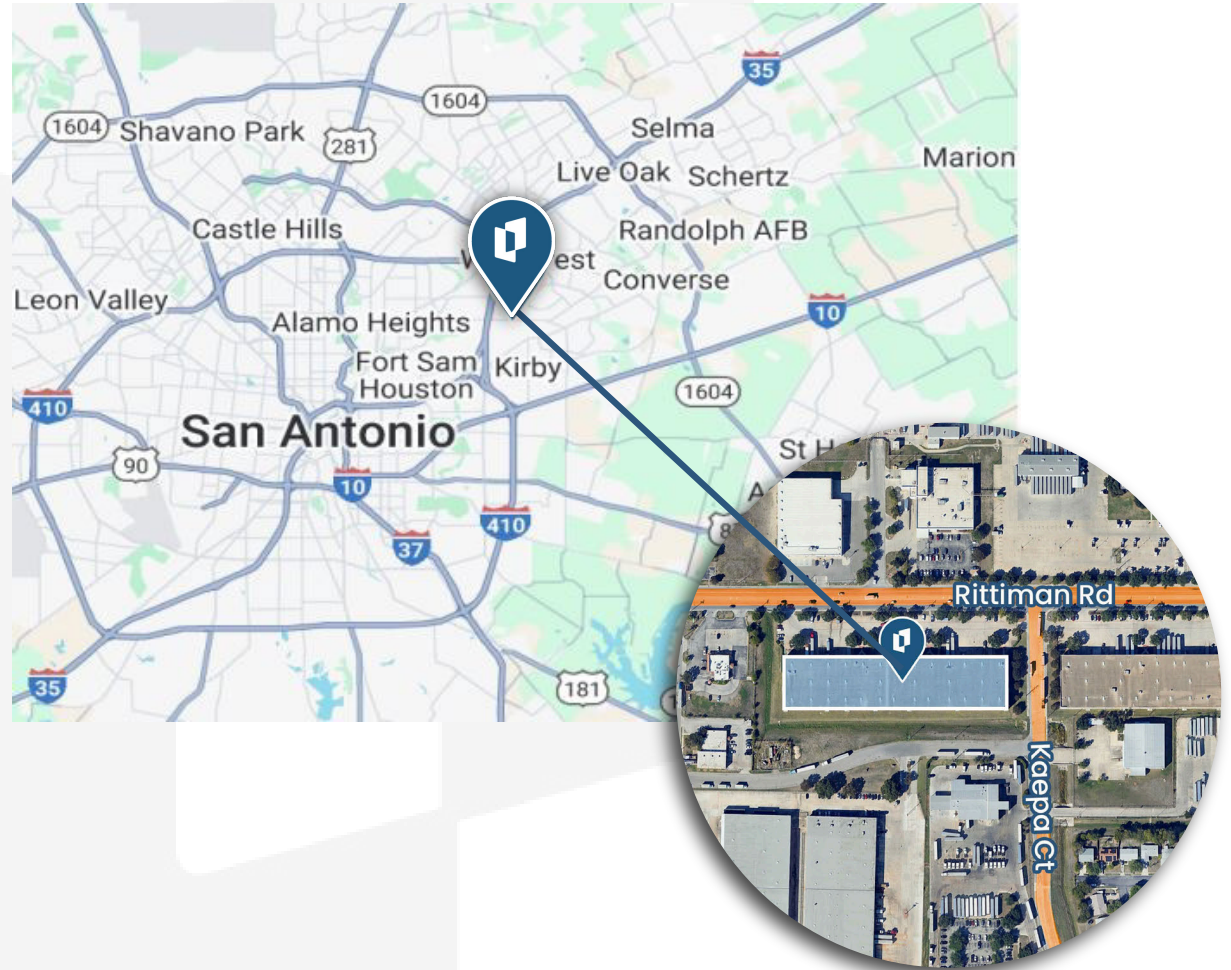 35
1604
1604
Shavano Park
281
Selma
Marion
Live Oak
Schertz
Castle Hills
Randolph AFB
est
Converse
Leon Valley
10
Alamo Heights
Fort Sam
Houston
Kirby
1604
410
San Antonio
St H
90
10
410
37
Rittiman Rd
35
181
Kaepa Ct